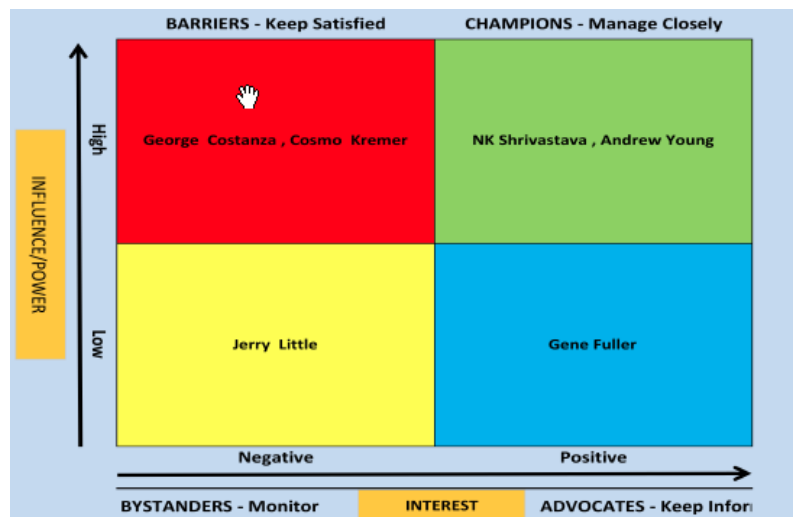 BARRIERS - Keep Satisfied CHAMPIONS - Manage Closely
High
George Costanza , Cosmo Kremer NK Shrivastava , Andrew Young
INFLUENCE/POWER
Low
Jerry Little Gene Fuller
Negative Positive
BYSTANDERS - Monitor INTEREST ADVOCATES - Keep